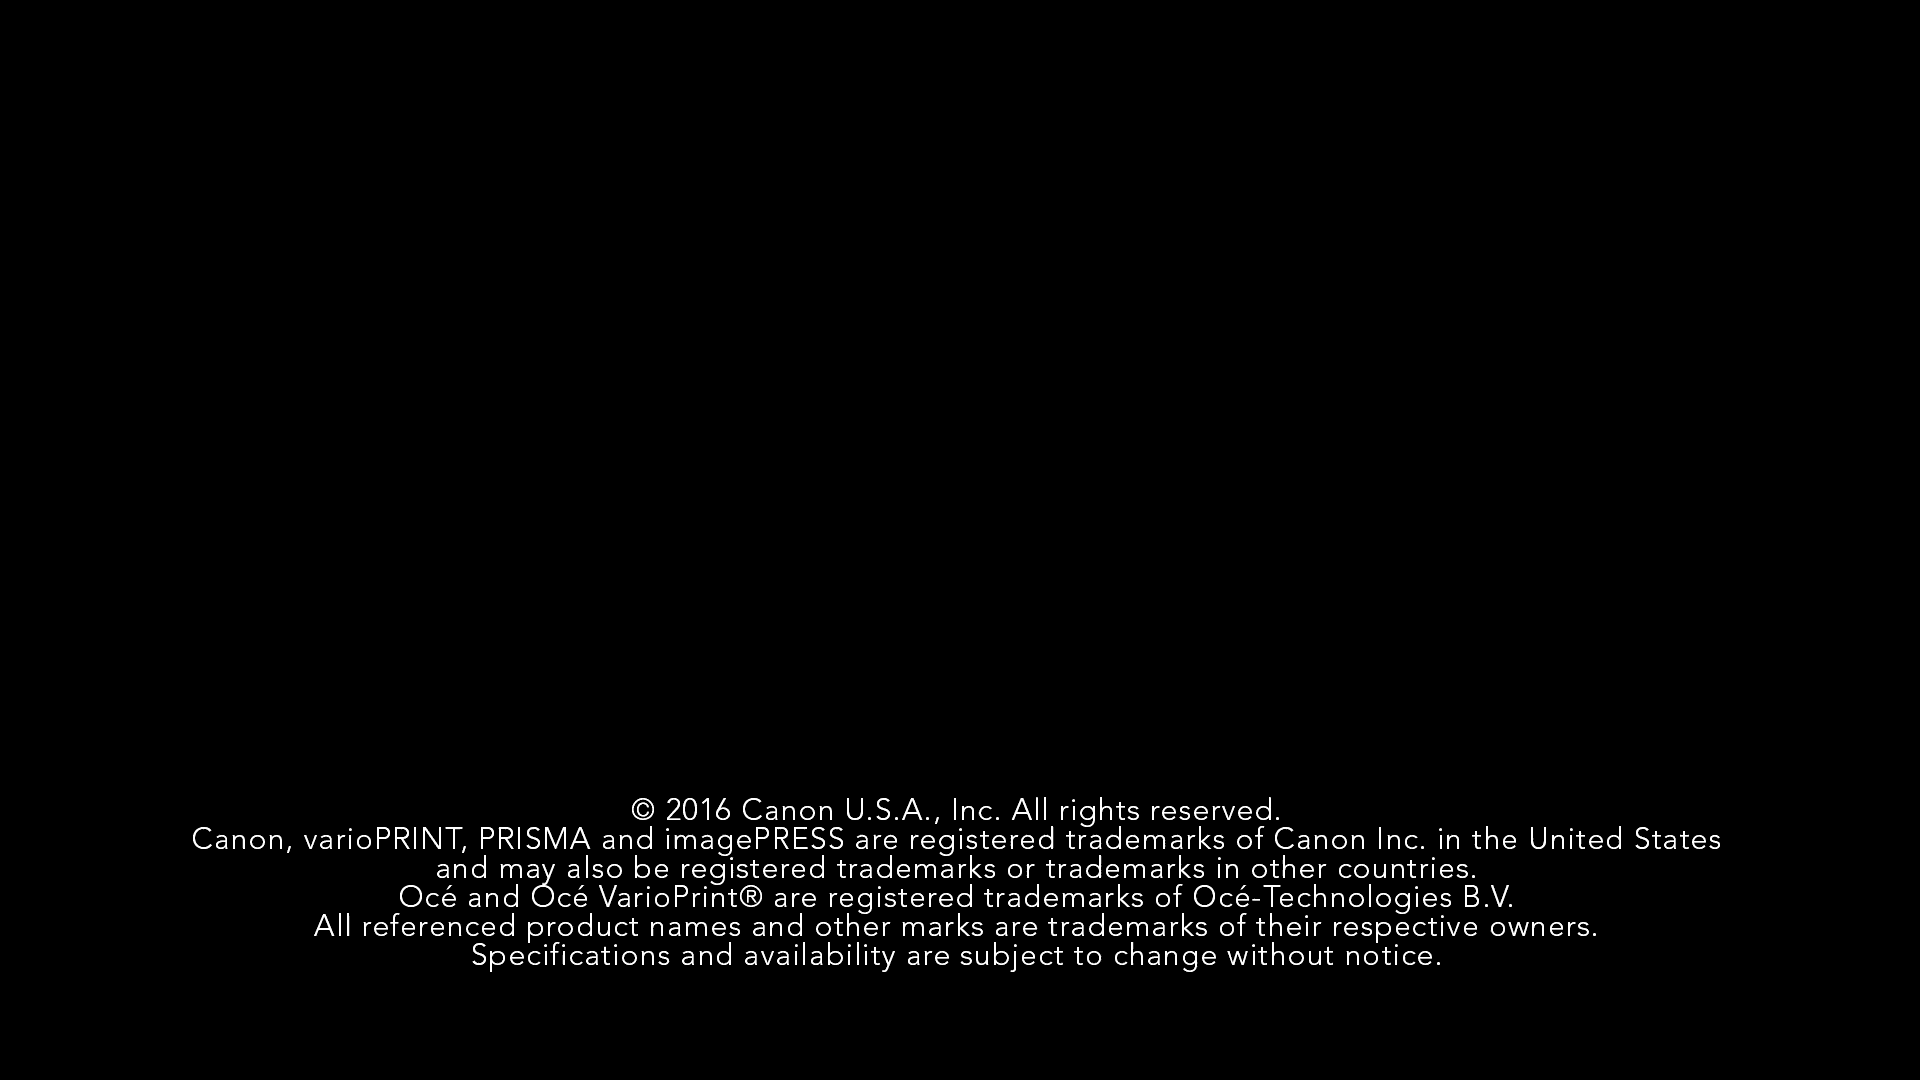 © 2016 Canon U.S.A., Inc. All rights reserved.
Canon, varioPRINT, PRISMA and imagePRESS are registered trademarks of Canon Inc. in the United States
and may also be registered trademarks or trademarks in other countries.
Océ and Océ VarioPrint® are registered trademarks of Océ-Technologies B.V.
All referenced product names and other marks are trademarks of their respective owners.
Specifications and availability are subject to change without notice.